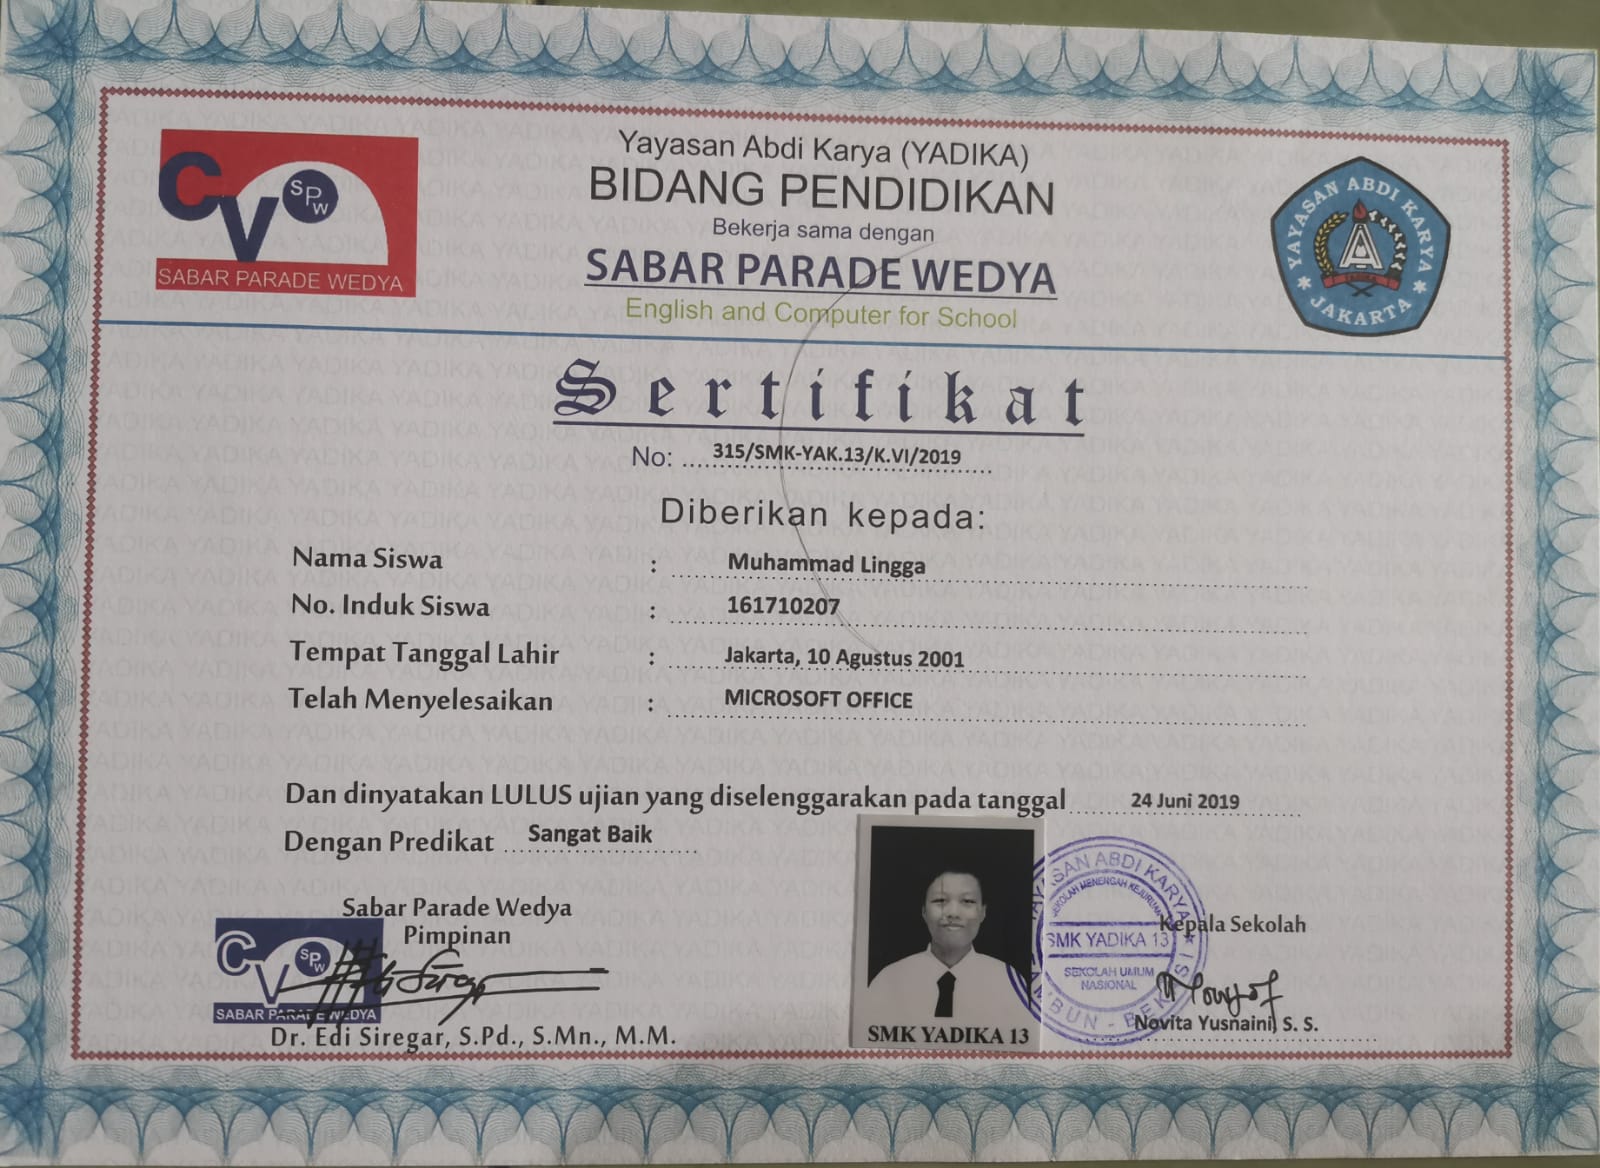 CV SPW
SABAR PARADE WEDYA
Yayasan Abdi Karya (YADIKA)
BIDANG PENDIDIKAN
Bekerja sama dengan
SABAR PARADE WEDYA
English and Computer for School
YAYASAN ABDI KARYA
YADIKA
★ JAKARTA ★
Sertifikat
No: 315/SMK-YAK.13/K.VI/2019
Diberikan kepada:
Nama Siswa : Muhammad Lingga
No. Induk Siswa : 161710207
Tempat Tanggal Lahir : Jakarta, 10 Agustus 2001
Telah Menyelesaikan : MICROSOFT OFFICE
Dan dinyatakan LULUS ujian yang diselenggarakan pada tanggal 24 Juni 2019
Dengan Predikat Sangat Baik
Sabar Parade Wedya
Pimpinan
CV SPW
SABAR PARADE WEDYA
Dr. Edi Siregar, S.Pd., S.Mn., M.M.
SMK YADIKA 13
YAYASAN ABDI KARYA
SEKOLAH MENENGAH KEJURUAN
SMK YADIKA 13
SEKOLAH UMUM
NASIONAL
BEKASI
Kepala Sekolah
Novita Yusnaini, S. S.